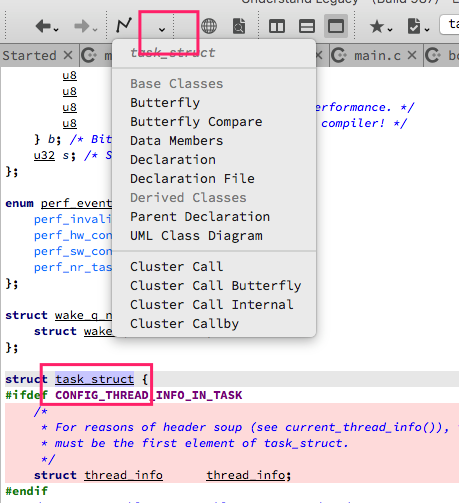 Understand Legacy (Build 987)
Started
main.c
task_struct
Base Classes
Butterfly
Butterfly Compare
Data Members
Declaration
Declaration File
Derived Classes
Parent Declaration
UML Class Diagram
Cluster Call
Cluster Call Butterfly
Cluster Call Internal
Cluster Callby
u8
u8
u8 erformance. */
u8 compiler! */
} b; /* Bit
u32 s; /* S
};
enum perf_event
perf_invali
perf_hw_con
perf_sw_con
perf_nr_tas
};
struct wake_q_n
struct wake_
};
struct task_struct {
#ifdef CONFIG_THREAD_INFO_IN_TASK
/*
* For reasons of header soup (see current_thread_info()),
* must be the first element of task_struct.
*/
struct thread_info thread_info;
#endif